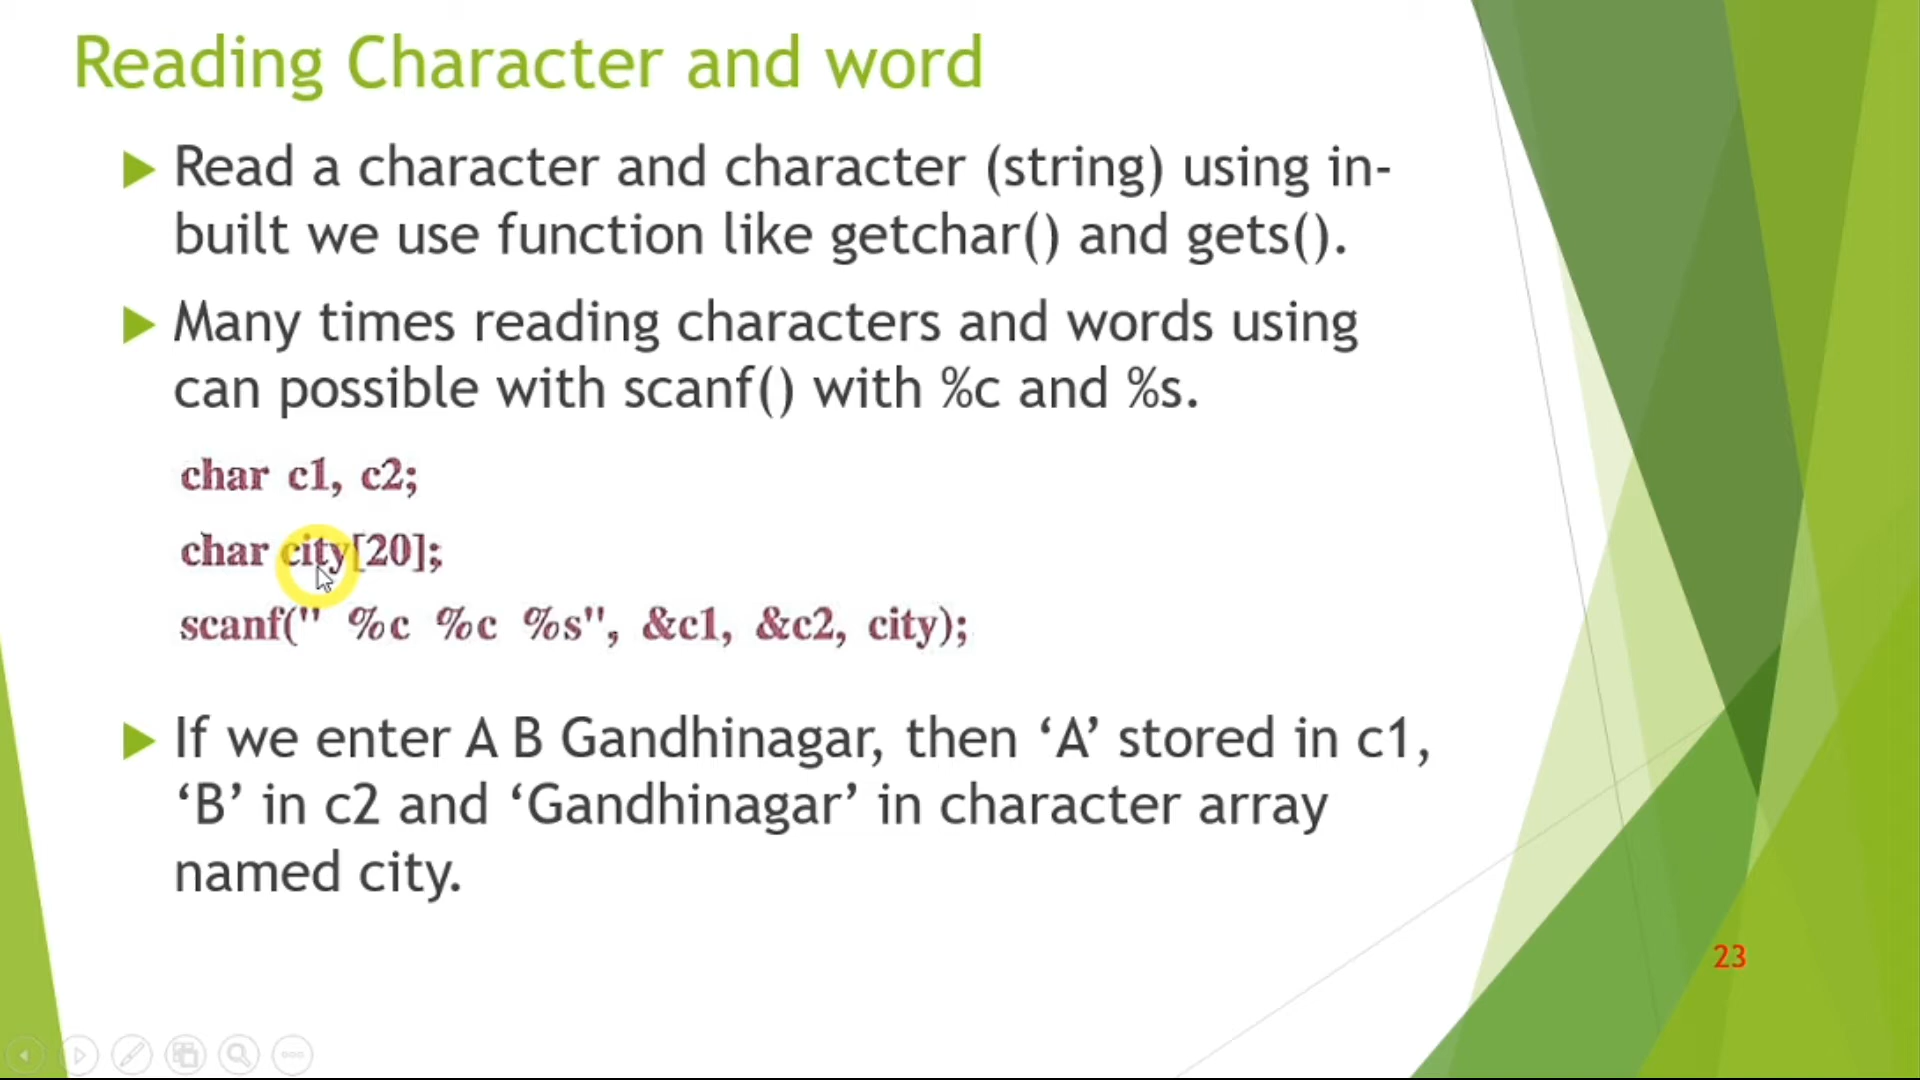 Reading Character and word
Read a character and character (string) using in-
built we use function like getchar() and gets().
Many times reading characters and words using
can possible with scanf() with %c and %s.
char c1, c2;
char city[20];
scanf(" %c %c %s", &c1, &c2, city);
If we enter A B Gandhinagar, then ‘A’ stored in c1,
‘B’ in c2 and ‘Gandhinagar’ in character array
named city.
23